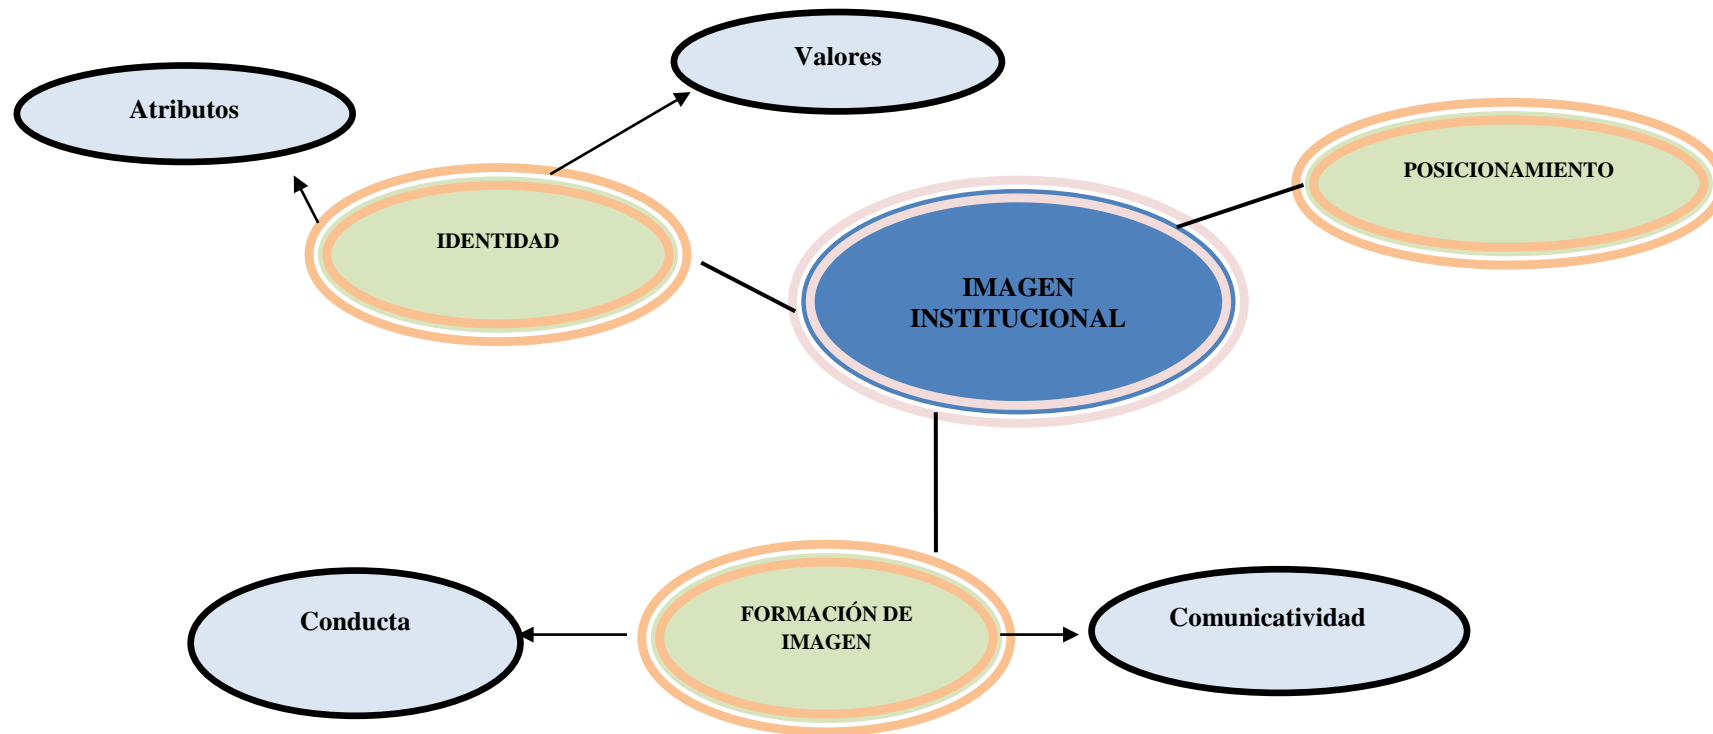 Valores
Atributos
POSICIONAMIENTO
IDENTIDAD
IMAGEN
INSTITUCIONAL
FORMACIÓN DE
IMAGEN
Conducta
Comunicatividad